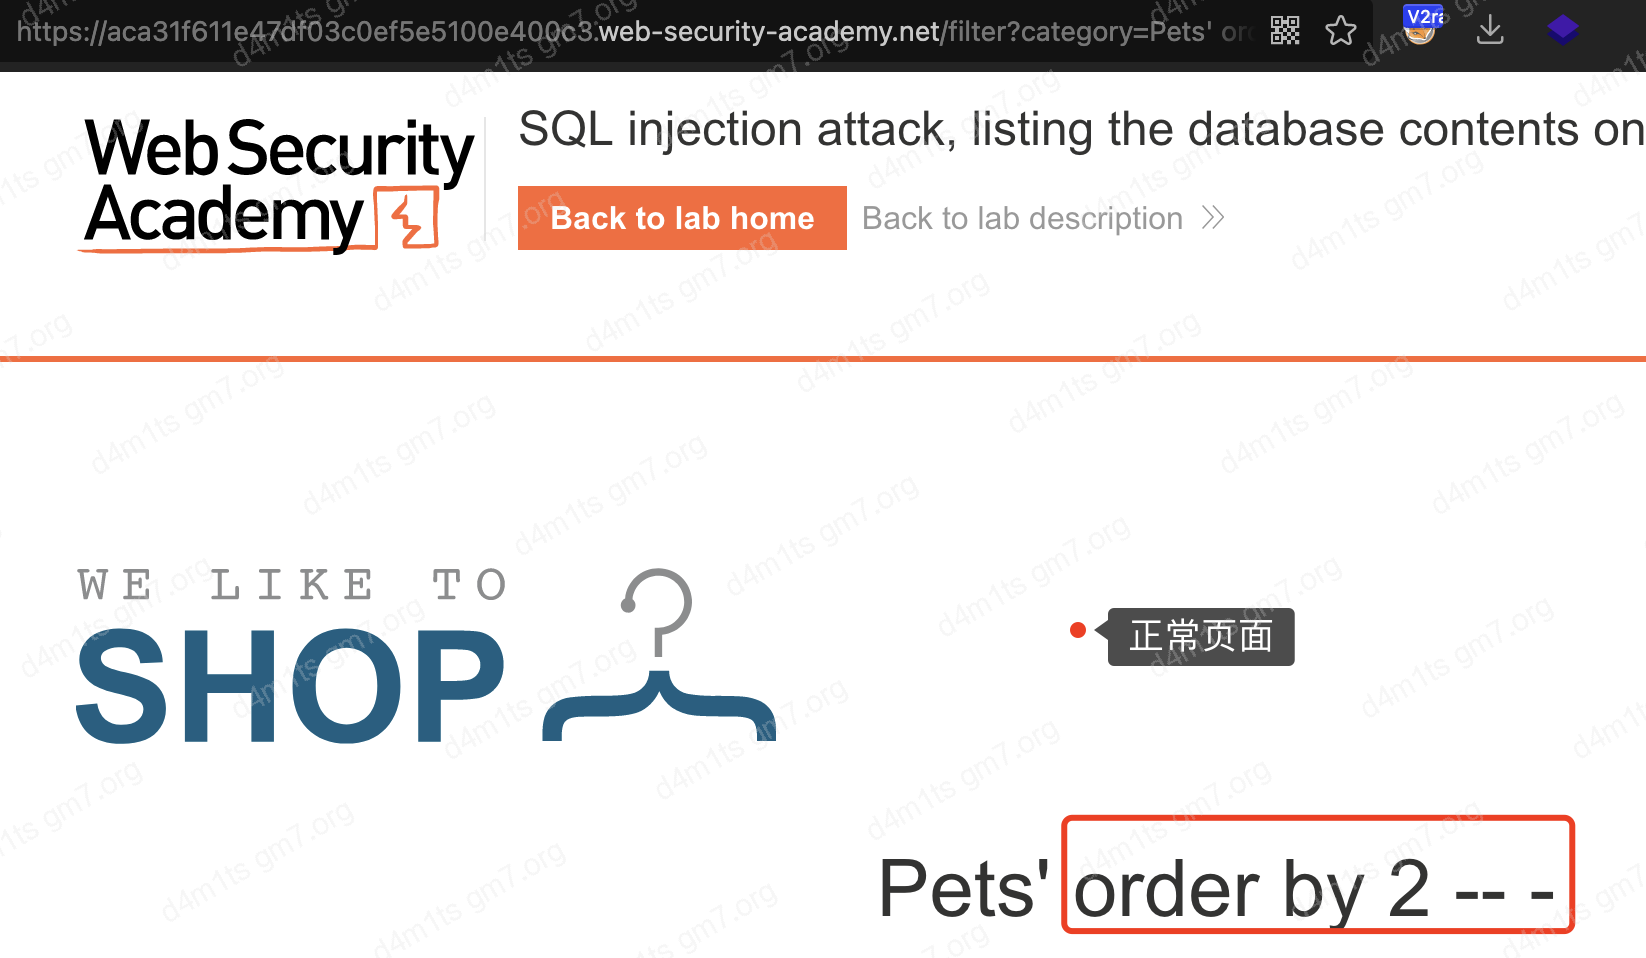 https://aca31f611e47df03c0ef5e5100e400c3.web-security-academy.net/filter?category=Pets' ord
V2ra
Web Security
Academy
SQL injection attack, listing the database contents on
Back to lab home
Back to lab description
WE LIKE TO
SHOP
正常页面
Pets' order by 2 -- -
d4m1ts gm7.org